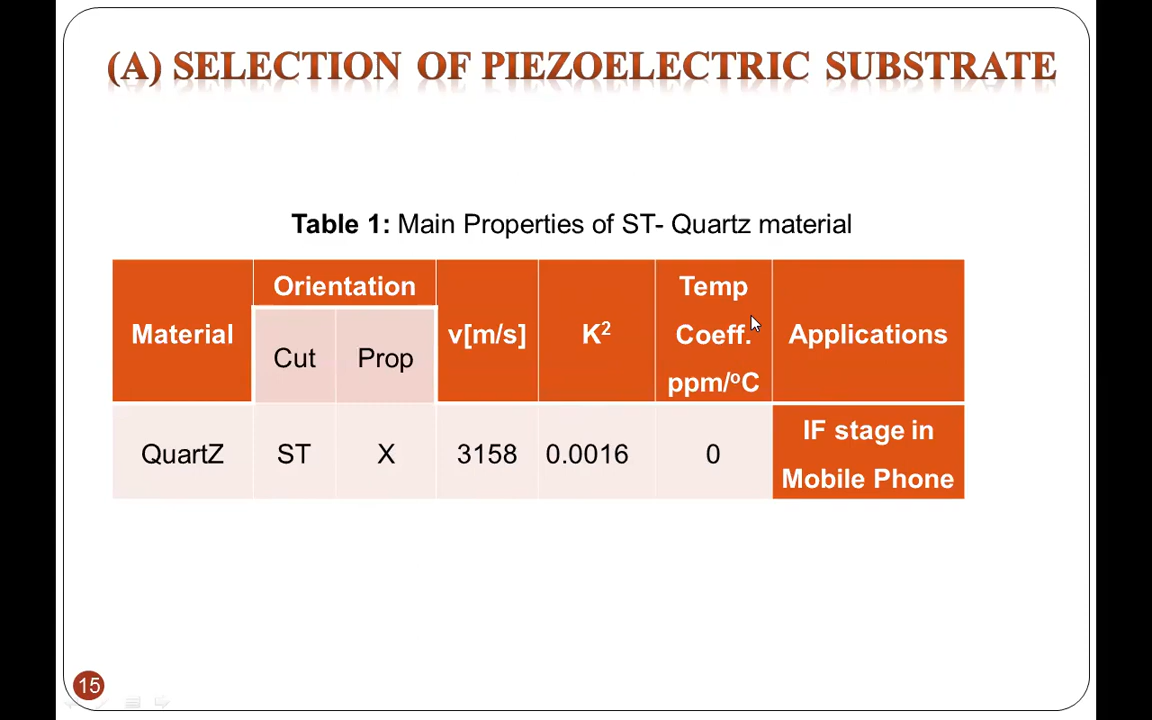 (A) SELECTION OF PIEZOELECTRIC SUBSTRATE
Table 1: Main Properties of ST- Quartz material
Material
Orientation
Cut
Prop
v[m/s]
K²
Temp
Coeff.
ppm/ᵒC
Applications
QuartZ
ST
X
3158
0.0016
0
IF stage in
Mobile Phone
15